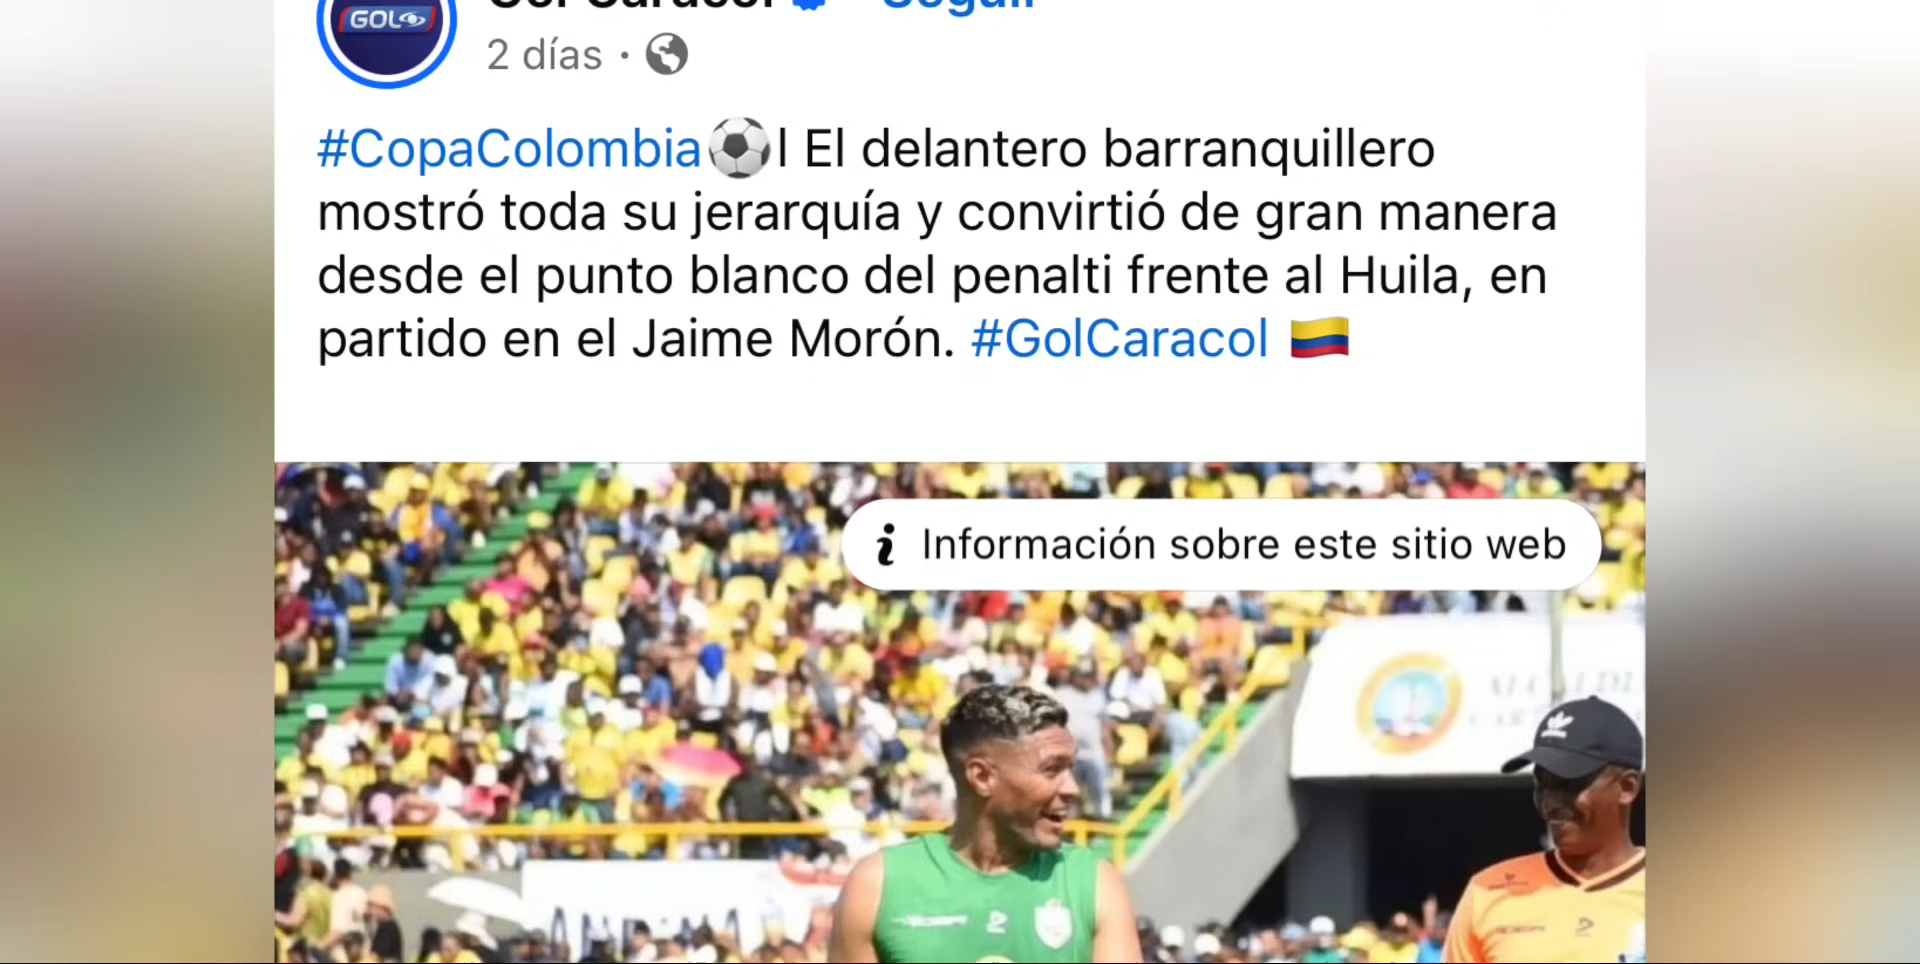 GOL
2 días ·
#CopaColombia⚽l El delantero barranquillero
mostró toda su jerarquía y convirtió de gran manera
desde el punto blanco del penalti frente al Huila, en
partido en el Jaime Morón. #GolCaracol 🇨🇴
i Información sobre este sitio web